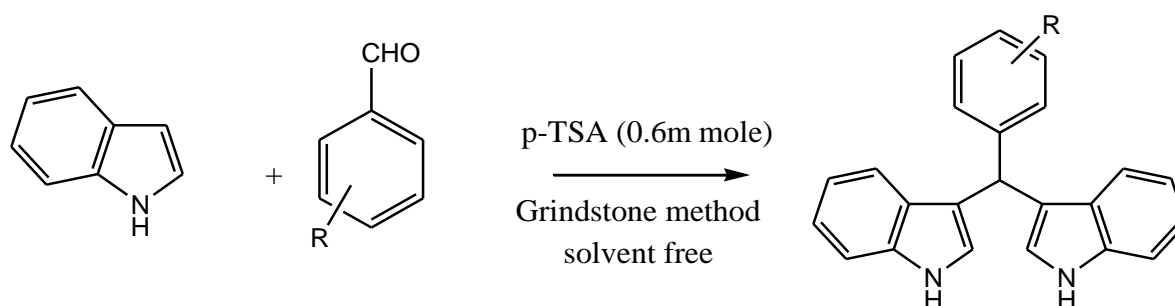 CHO
R
N
H
+
R
p-TSA (0.6m mole)
Grindstone method
solvent free
R
N
H
N
H